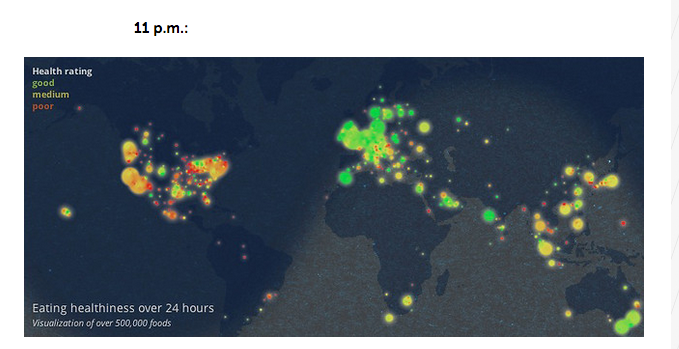 11 p.m.:
Health rating
good
medium
poor
Eating healthiness over 24 hours
Visualization of over 500,000 foods